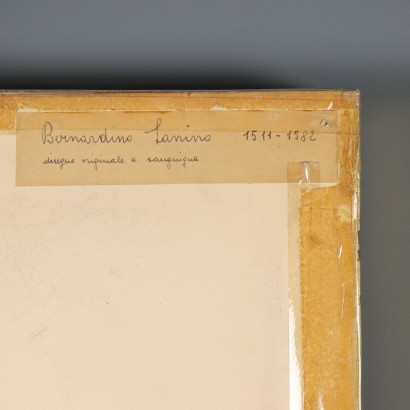 Bernardino Lanino 1511-1582
disegno originale a sanguigna